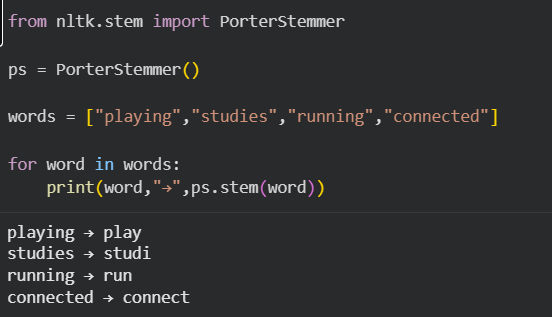 from nltk.stem import PorterStemmer
ps = PorterStemmer()
words = ["playing","studies","running","connected"]
for word in words:
    print(word,"→",ps.stem(word))
playing → play
studies → studi
running → run
connected → connect